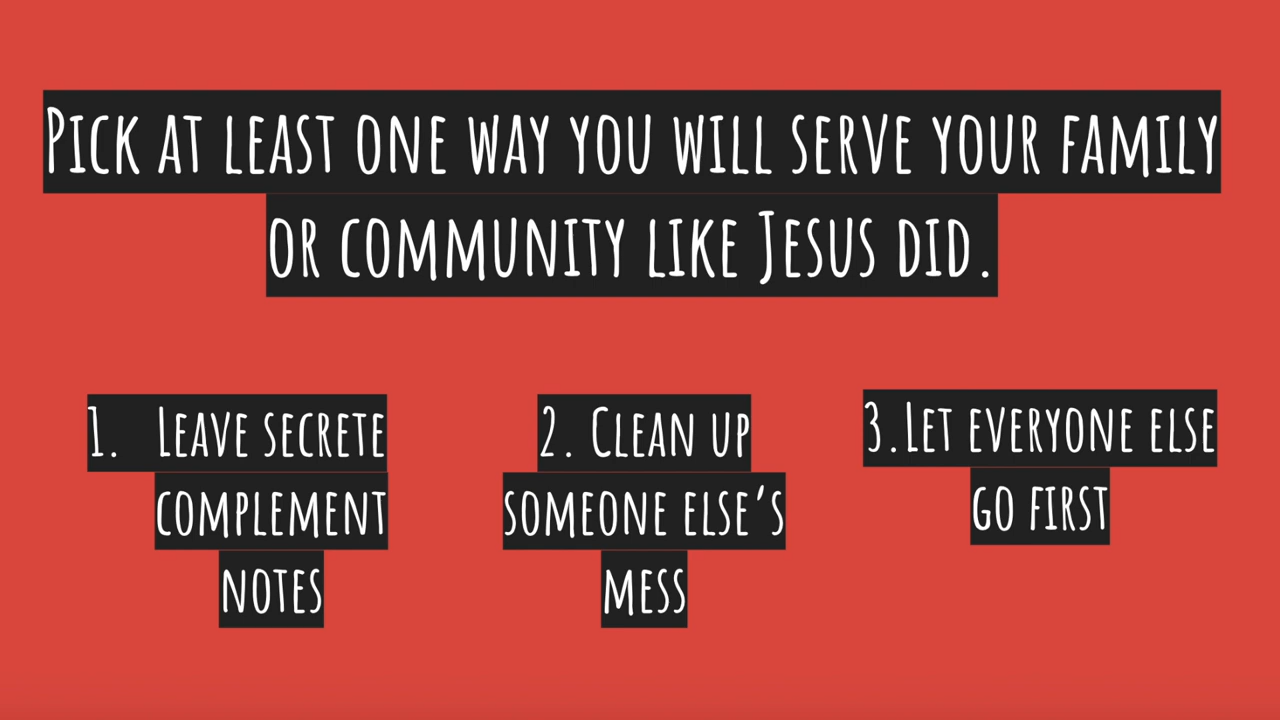 Pick at least one way you will serve your family
or community like Jesus did.
1. Leave secrete
complement
notes
2. Clean up
someone else's
mess
3.Let everyone else
go first